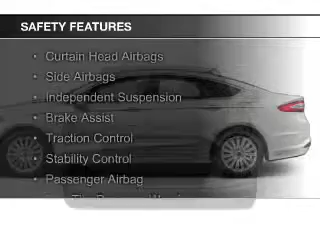 SAFETY FEATURES
• Curtain Head Airbags
• Side Airbags
• Independent Suspension
• Brake Assist
• Traction Control
• Stability Control
• Passenger Airbag